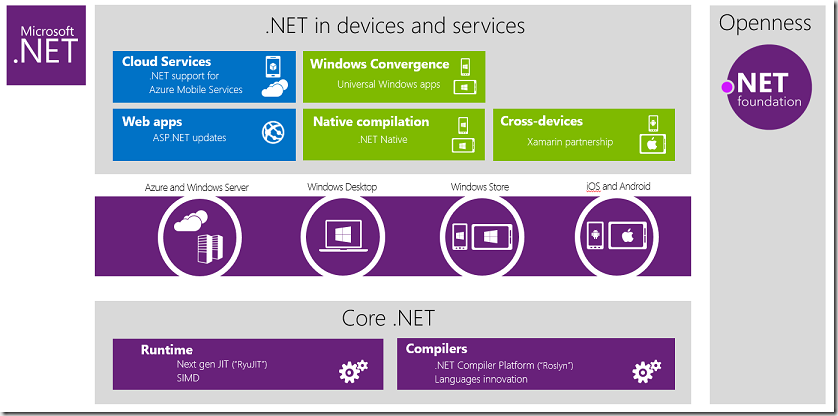 Microsoft
.NET
.NET in devices and services
Cloud Services
.NET support for
Azure Mobile Services
Windows Convergence
Universal Windows apps
Web apps
ASP.NET updates
Native compilation
.NET Native
Cross-devices
Xamarin partnership
Azure and Windows Server
Windows Desktop
Windows Store
iOS and Android
Core .NET
Runtime
Next gen JIT (“RyuJIT”)
SIMD
Compilers
.NET Compiler Platform (“Roslyn”)
Languages innovation
Openness
.NET
foundation